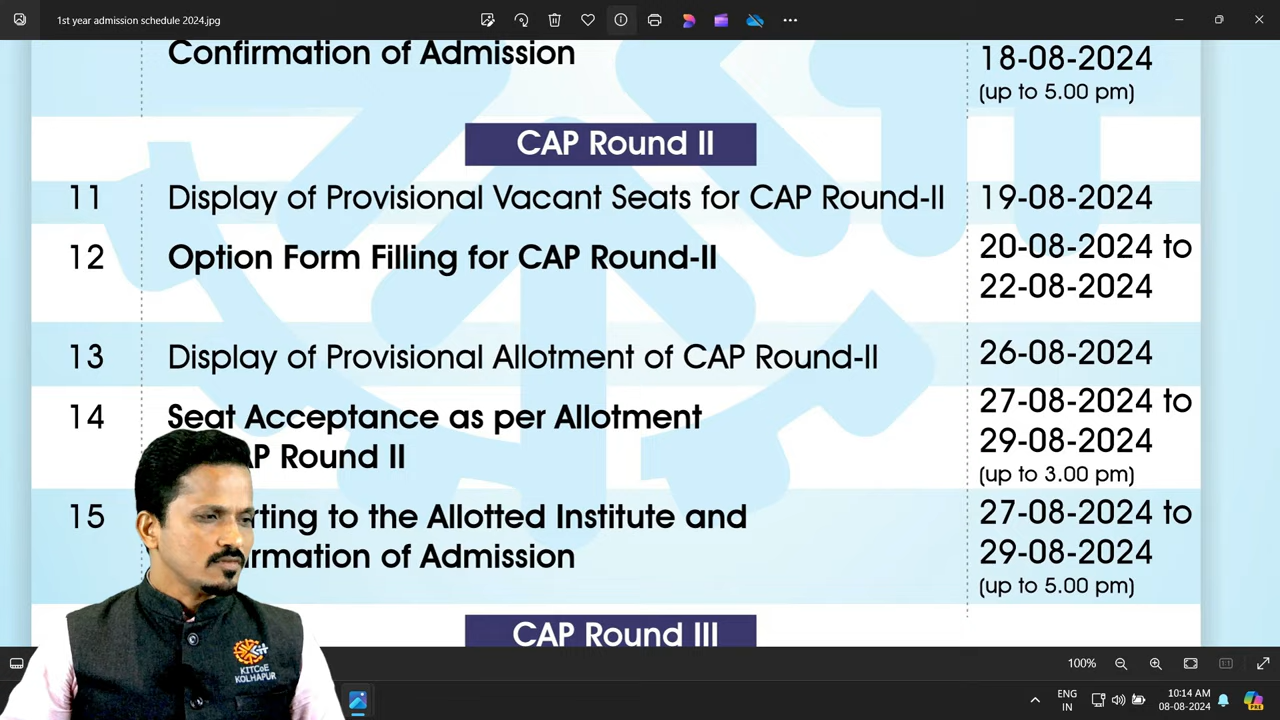 1st year admission schedule 2024.jpg
Confirmation of Admission
18-08-2024
(up to 5.00 pm)
CAP Round II
11 Display of Provisional Vacant Seats for CAP Round-II 19-08-2024
12 Option Form Filling for CAP Round-II
20-08-2024 to
22-08-2024
13 Display of Provisional Allotment of CAP Round-II 26-08-2024
14 Seat Acceptance as per Allotment
Round II
27-08-2024 to
29-08-2024
(up to 3.00 pm)
15 to the Allotted Institute and
of Admission
27-08-2024 to
29-08-2024
(up to 5.00 pm)
CAP Round III
KITCoE
KOLHAPUR
100%
ENG
IN
10:14 AM
08-08-2024